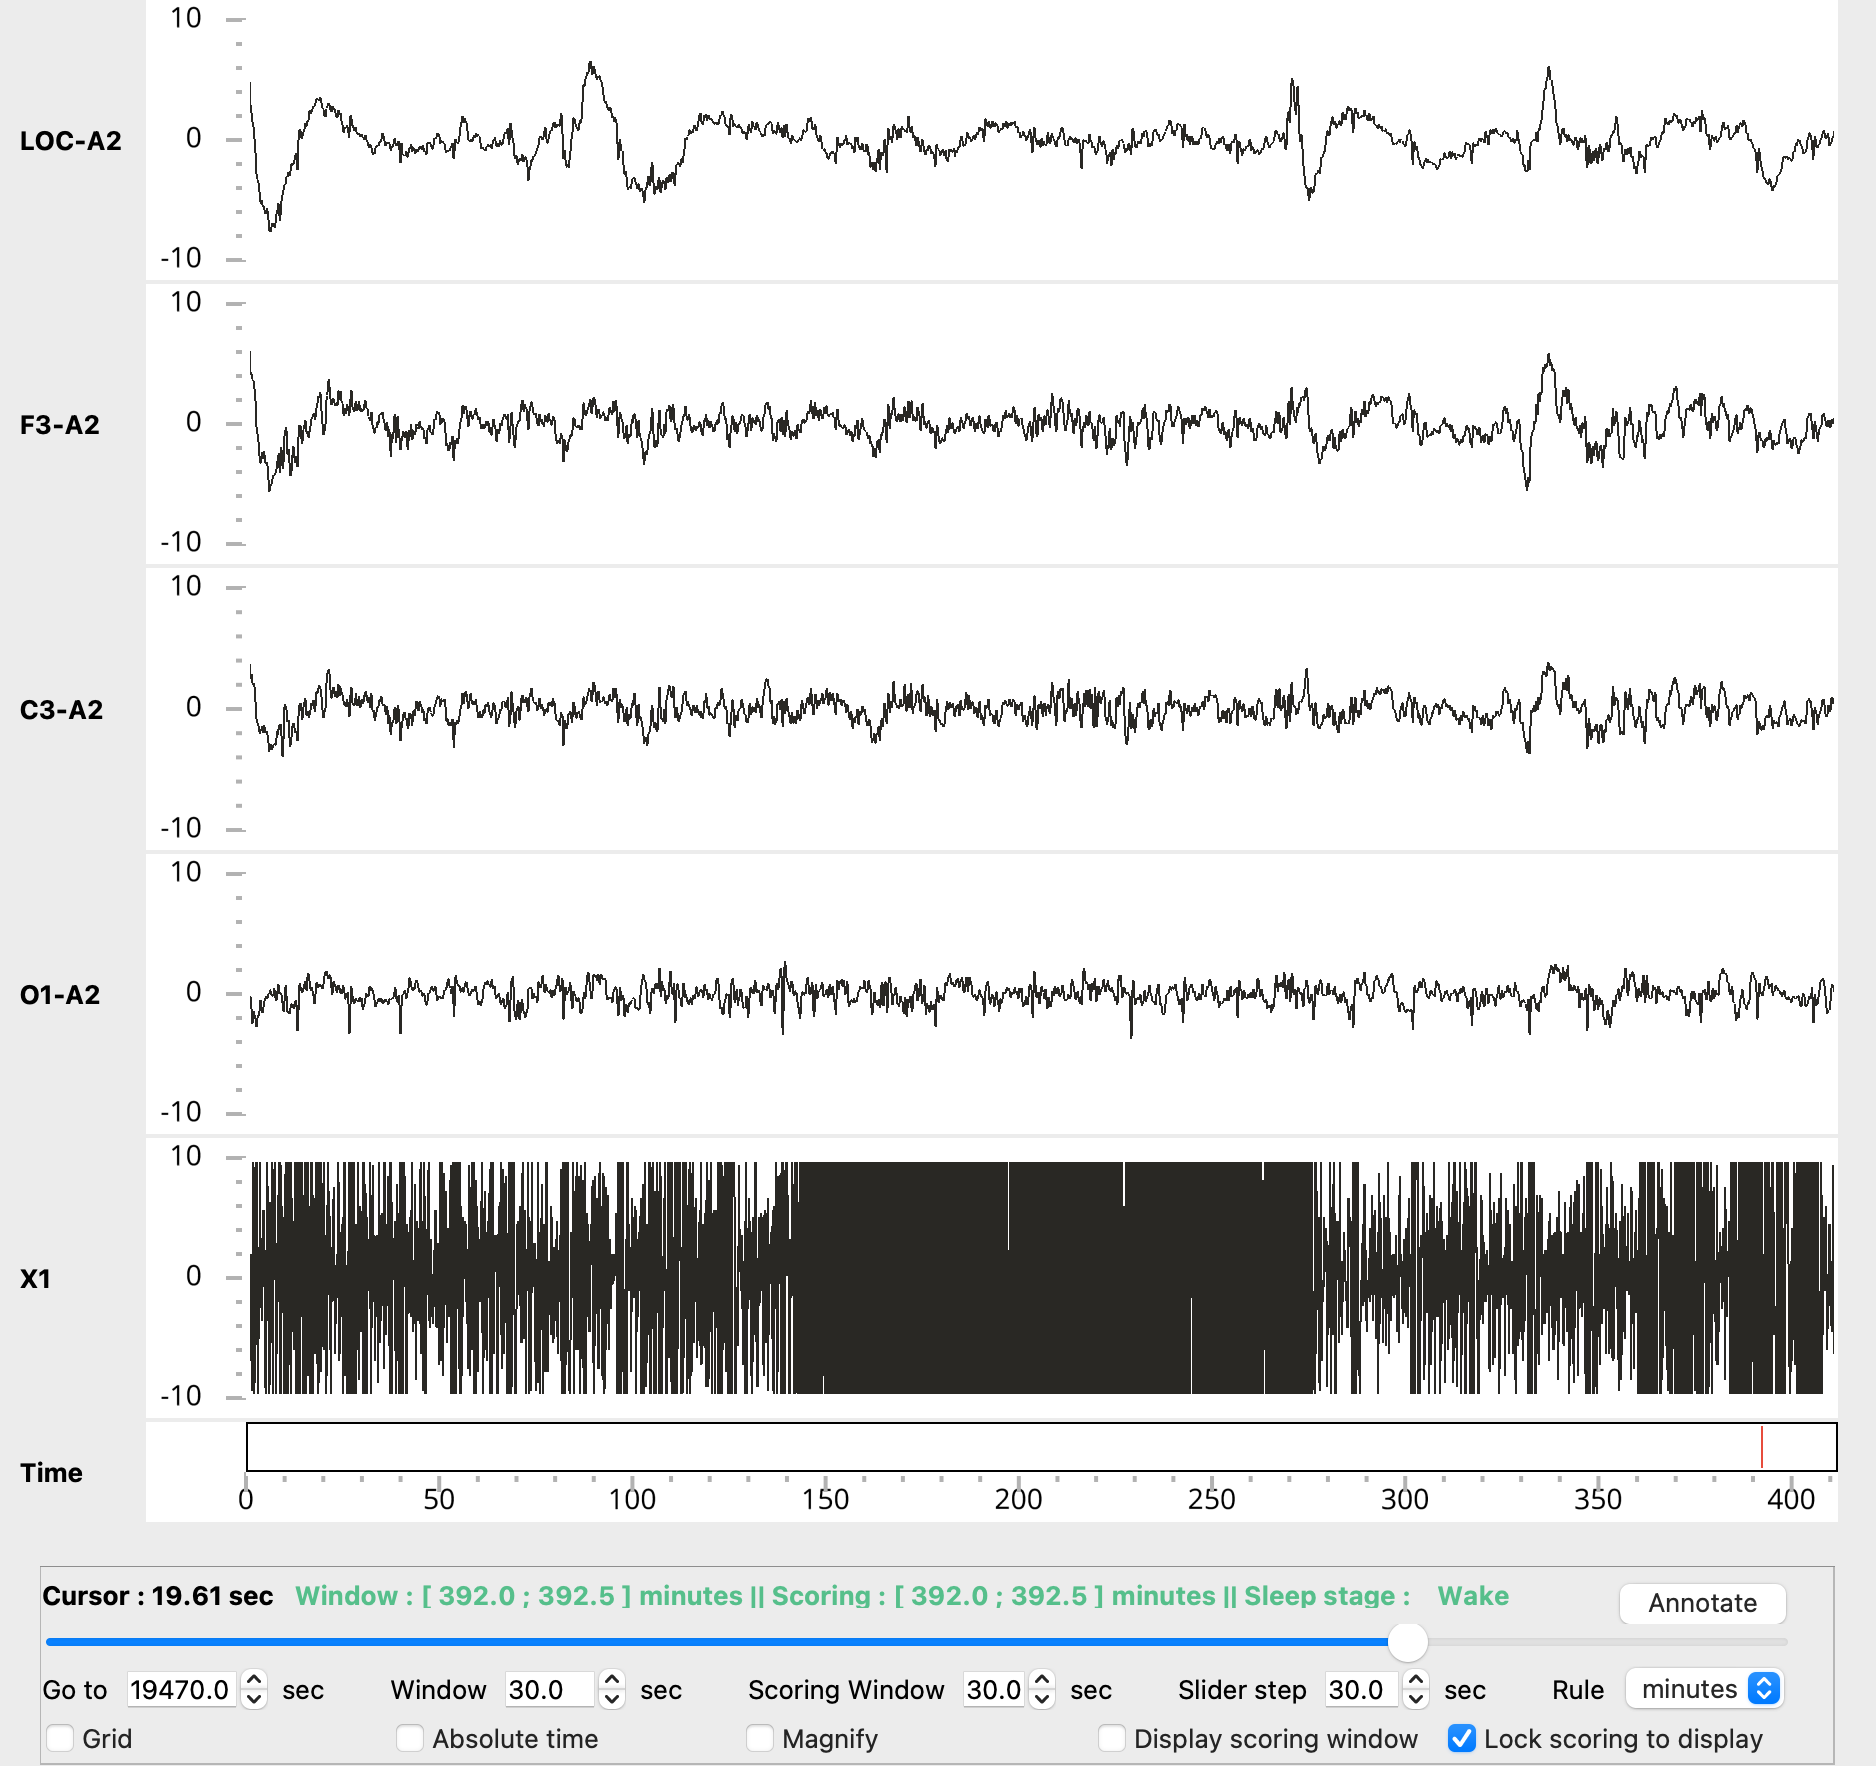 10
LOC-A2
0
-10
10
F3-A2
0
-10
10
C3-A2
0
-10
10
O1-A2
0
-10
10
X1
0
-10
Time
0 50 100 150 200 250 300 350 400
Cursor : 19.61 sec Window : [ 392.0 ; 392.5 ] minutes || Scoring : [ 392.0 ; 392.5 ] minutes || Sleep stage : Wake Annotate
Go to 19470.0 sec Window 30.0 sec Scoring Window 30.0 sec Slider step 30.0 sec Rule minutes
Grid Absolute time Magnify Display scoring window Lock scoring to display